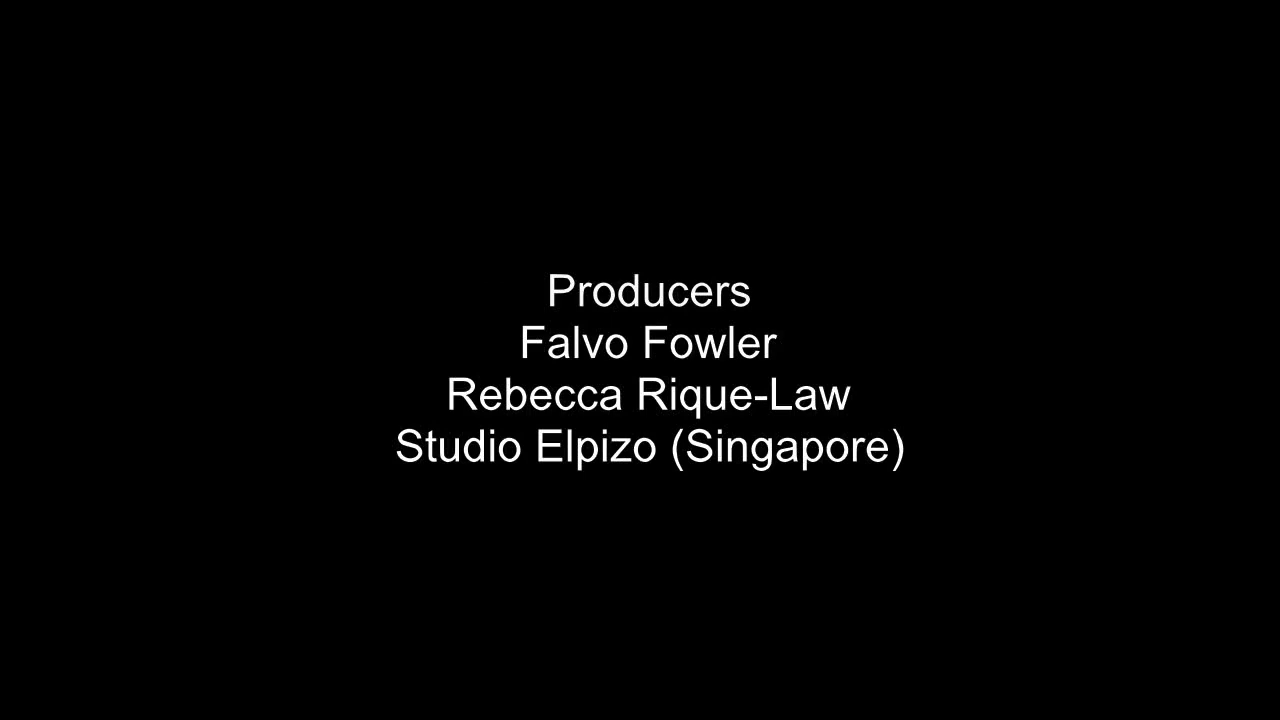 Producers
Falvo Fowler
Rebecca Rique-Law
Studio Elpizo (Singapore)